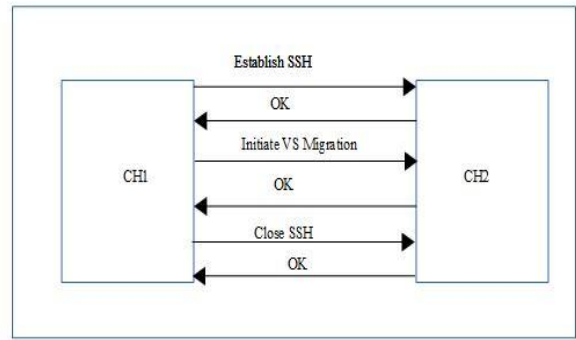 Establish SSH
OK
Initiate VS Migration
CH1
OK
CH2
Close SSH
OK